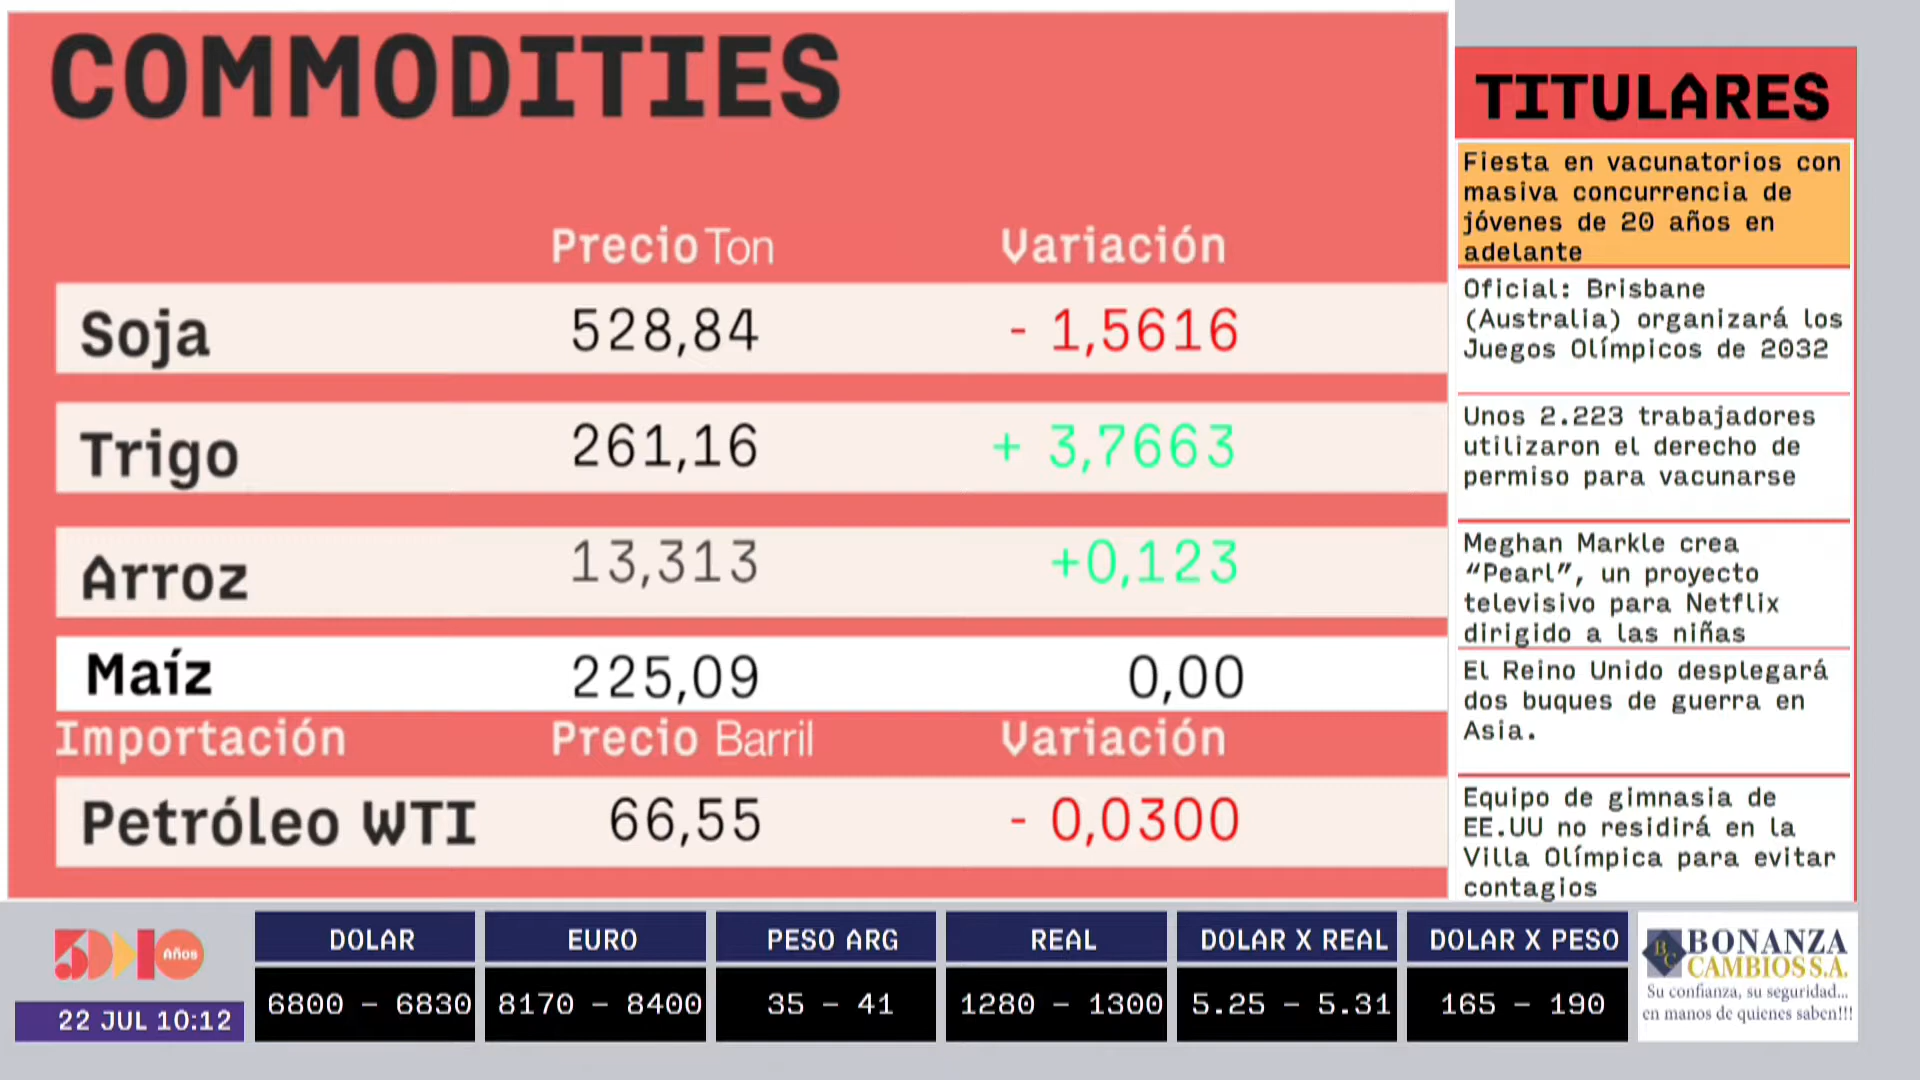 COMMODITIES
Precio Ton Variación
Soja 528,84 - 1,5616
Trigo 261,16 + 3,7663
Arroz 13,313 +0,123
Maíz 225,09 0,00
Importación Precio Barril Variación
Petróleo WTI 66,55 - 0,0300
TITULARES
Fiesta en vacunatorios con
masiva concurrencia de
jóvenes de 20 años en
adelante
Oficial: Brisbane
(Australia) organizará los
Juegos Olímpicos de 2032
Unos 2.223 trabajadores
utilizaron el derecho de
permiso para vacunarse
Meghan Markle crea
“Pearl”, un proyecto
televisivo para Netflix
dirigido a las niñas
El Reino Unido desplegará
dos buques de guerra en
Asia.
Equipo de gimnasia de
EE.UU no residirá en la
Villa Olímpica para evitar
contagios
Años
22 JUL 10:12
DOLAR
6800 - 6830
EURO
8170 - 8400
PESO ARG
35 - 41
REAL
1280 - 1300
DOLAR X REAL
5.25 - 5.31
DOLAR X PESO
165 - 190
BC
BONANZA
CAMBIOS S.A.
Su confianza, su seguridad...
en manos de quienes saben!!!